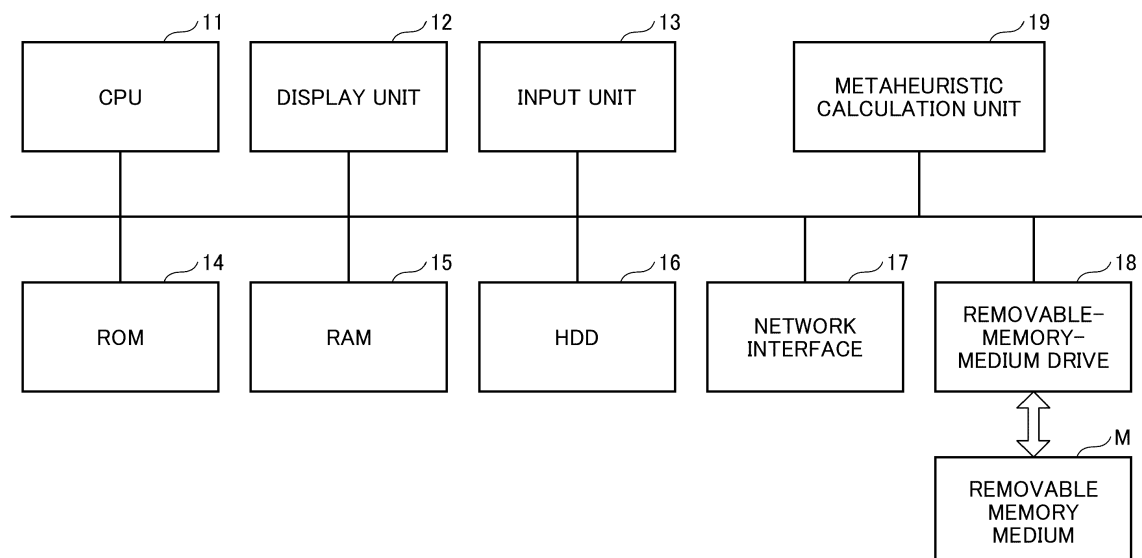 11
12
13
19
CPU
DISPLAY UNIT
INPUT UNIT
METAHEURISTIC
CALCULATION UNIT
14
15
16
17
18
ROM
RAM
HDD
NETWORK
INTERFACE
REMOVABLE-
MEMORY-
MEDIUM DRIVE
M
REMOVABLE
MEMORY
MEDIUM